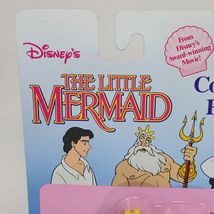 Disney's
THE LITTLE
MERMAID
From
Disney's
Award-winning
Movie!
Co